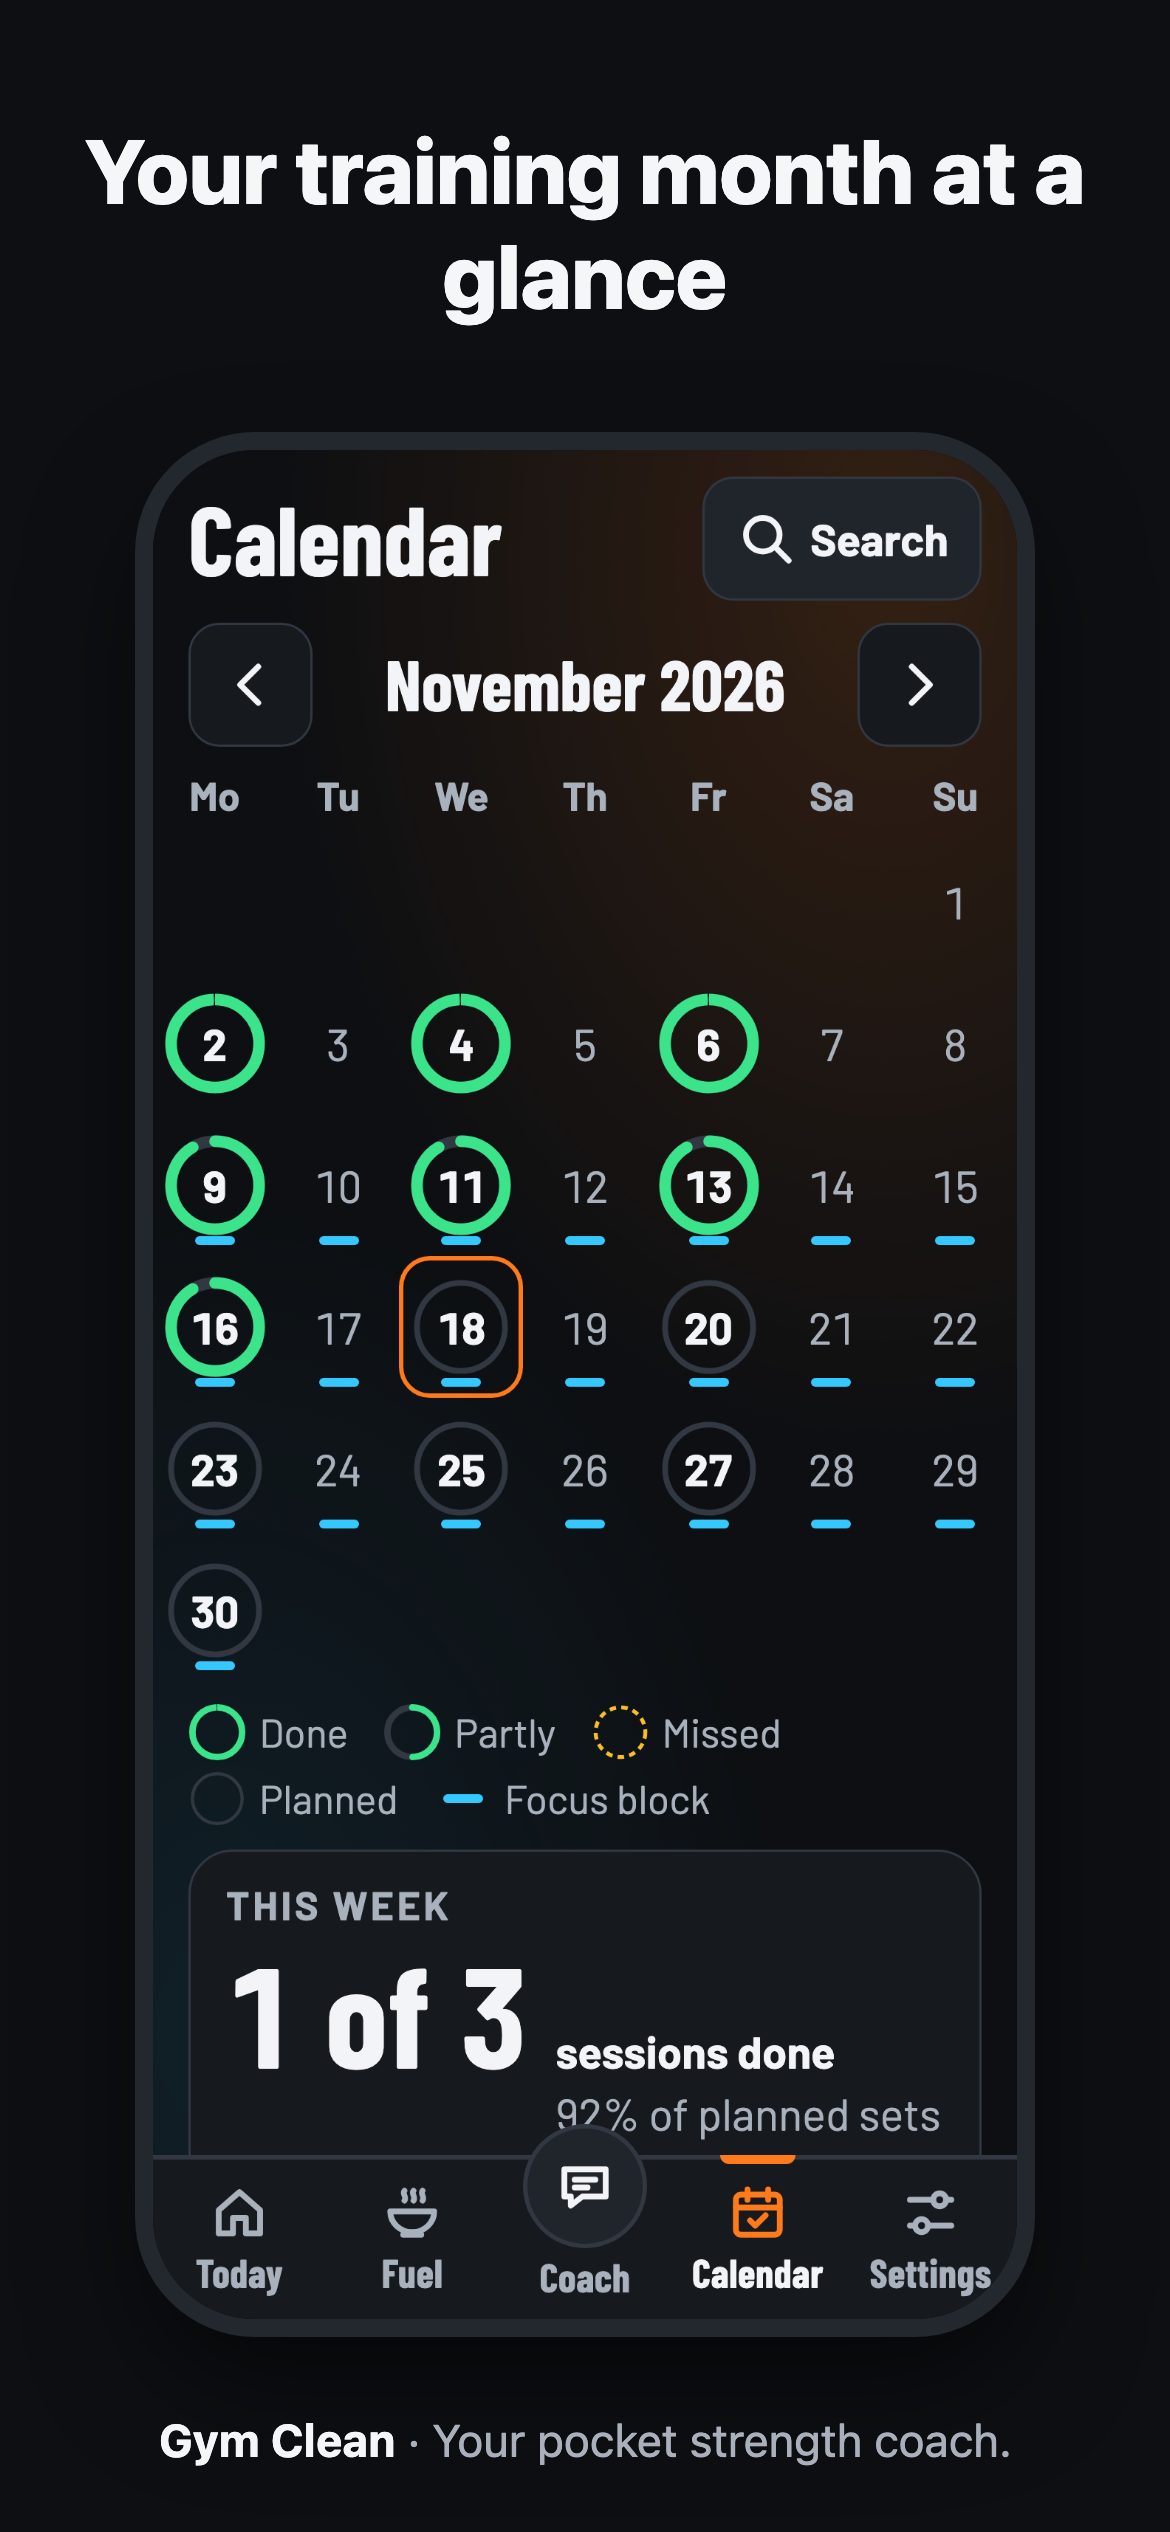 Your training month at a
glance
Calendar
Search
November 2026
Mo Tu We Th Fr Sa Su
1
2 3 4 5 6 7 8
9 10 11 12 13 14 15
16 17 18 19 20 21 22
23 24 25 26 27 28 29
30
Done Partly Missed
Planned Focus block
THIS WEEK
1 of 3 sessions done
92% of planned sets
Today Fuel Coach Calendar Settings
Gym Clean · Your pocket strength coach.